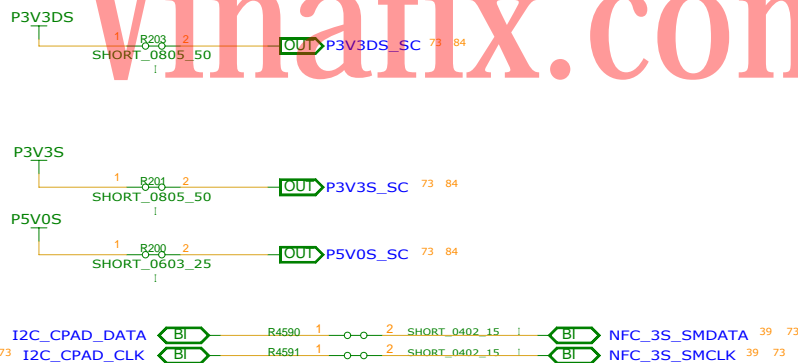 vinafix.com
P3V3DS
1 R203 2 OUT P3V3DS_SC 73 84
SHORT_0805_50
I
P3V3S
1 R201 2 OUT P3V3S_SC 73 84
SHORT_0805_50
I
P5V0S
1 R200 2 OUT P5V0S_SC 73 84
SHORT_0603_25
I
I2C_CPAD_DATA BI R4590 1 2 SHORT_0402_15 I BI NFC_3S_SMDATA 39 73
73 I2C_CPAD_CLK BI R4591 1 2 SHORT_0402_15 I BI NFC_3S_SMCLK 39 73